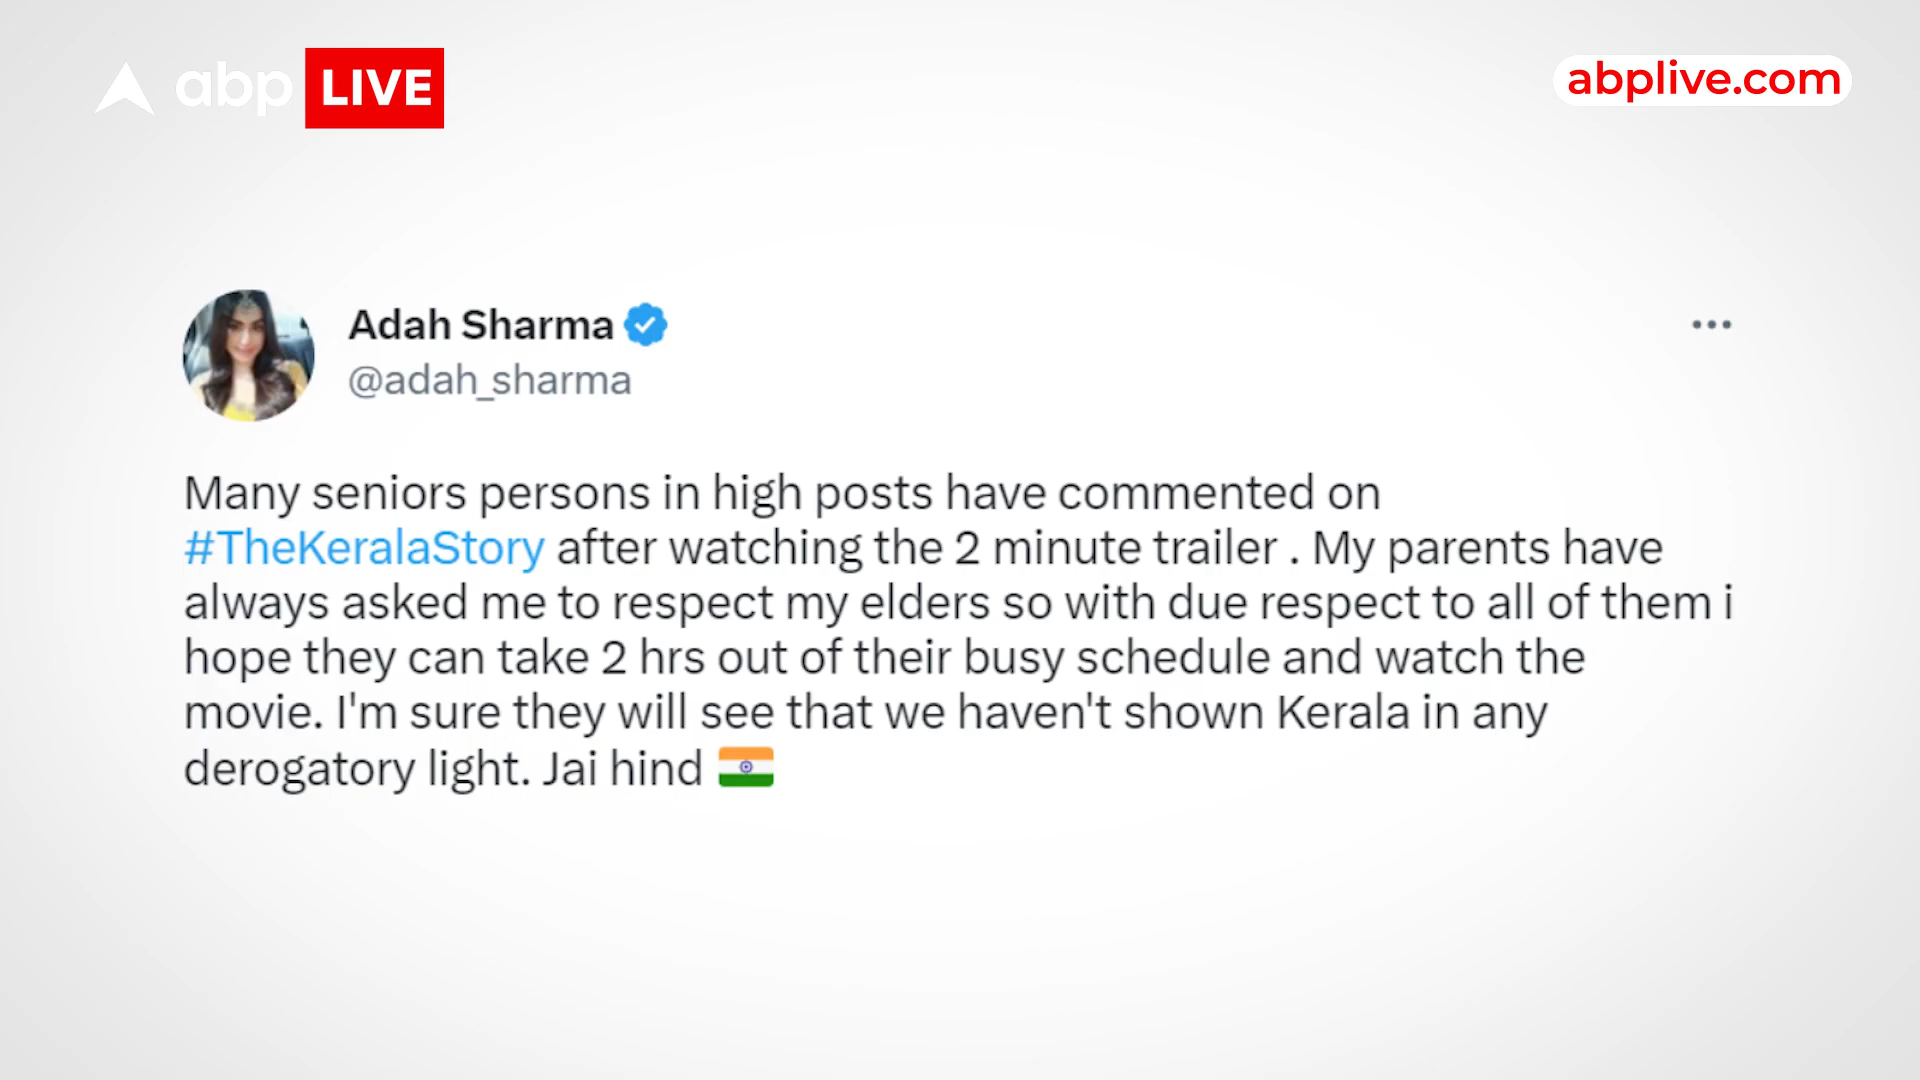 abp LIVE
abplive.com
Adah Sharma
@adah_sharma
Many seniors persons in high posts have commented on
#TheKeralaStory after watching the 2 minute trailer . My parents have
always asked me to respect my elders so with due respect to all of them i
hope they can take 2 hrs out of their busy schedule and watch the
movie. I'm sure they will see that we haven't shown Kerala in any
derogatory light. Jai hind 🇮🇳